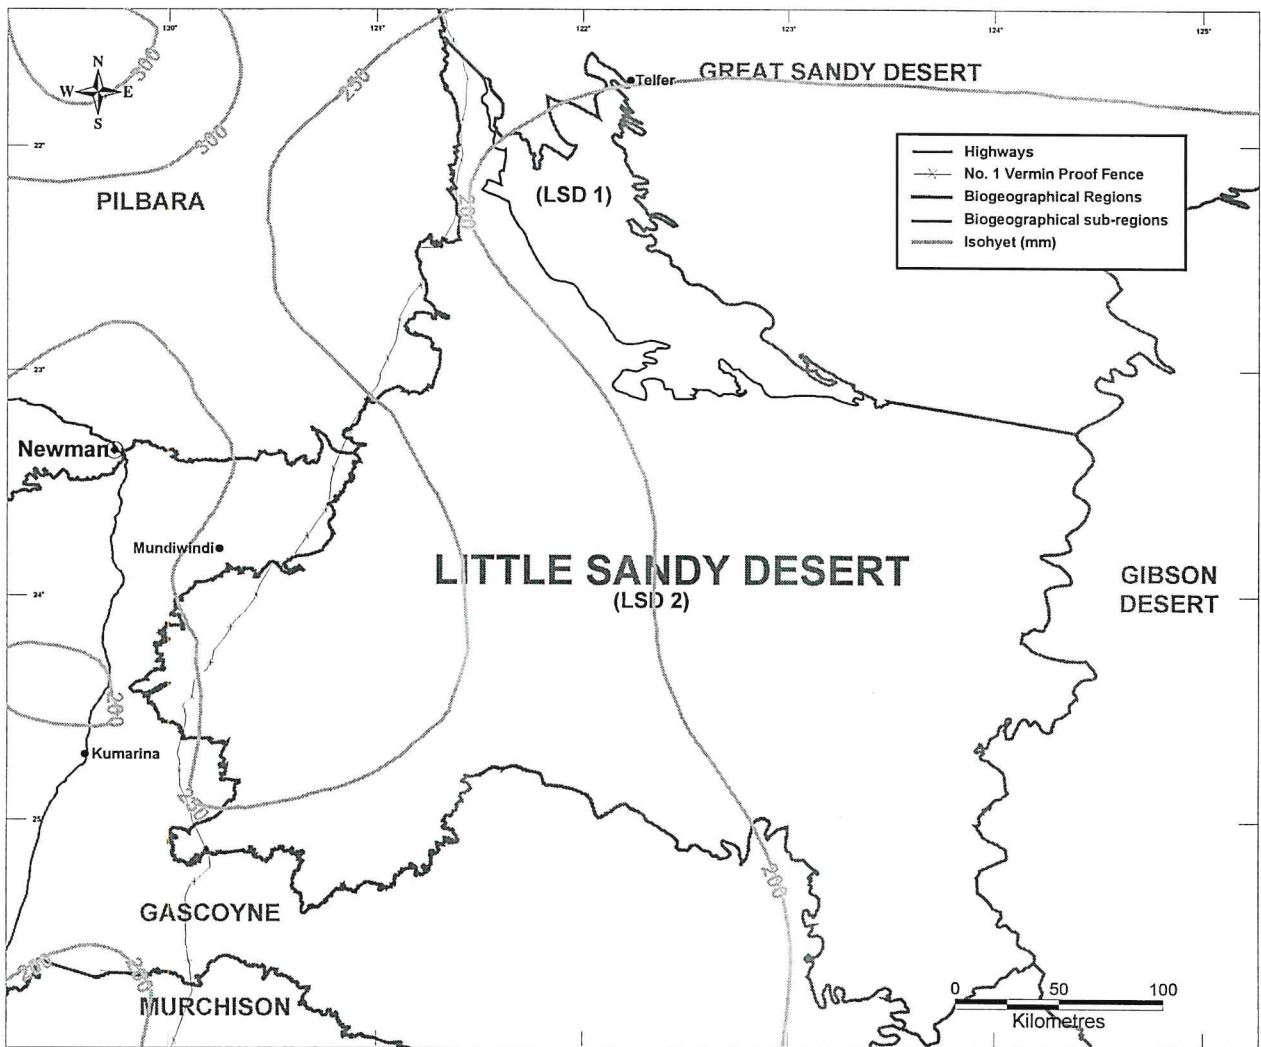 120°
121°
122°
123°
124°
125°
N
W E
S
300
300
250
Telfer
GREAT SANDY DESERT
22°
PILBARA
(LSD 1)
200
Highways
No. 1 Vermin Proof Fence
Biogeographical Regions
Biogeographical sub-regions
Isohyet (mm)
23°
Newman
Mundiwindi
LITTLE SANDY DESERT
(LSD 2)
GIBSON
DESERT
24°
200
Kumarina
250
25°
200
GASCOYNE
200
MURCHISON
0 50 100
Kilometres